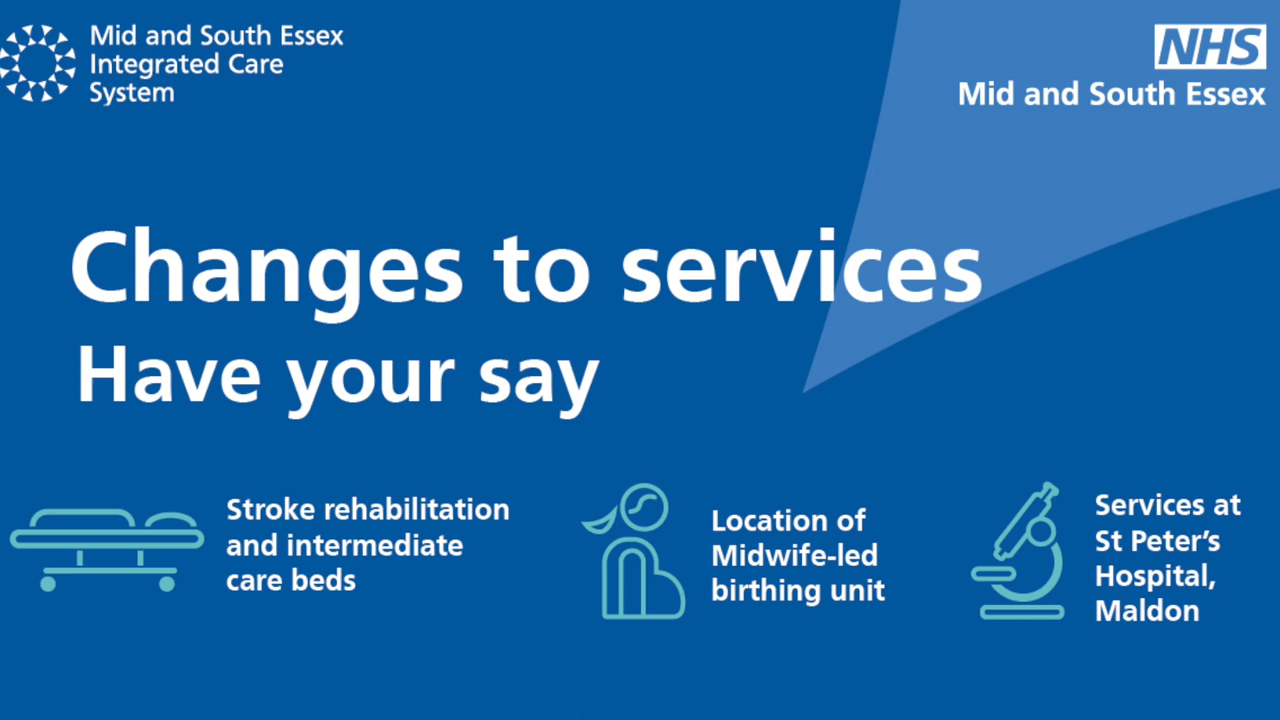 Mid and South Essex
Integrated Care
System
NHS
Mid and South Essex
Changes to services
Have your say
Stroke rehabilitation
and intermediate
care beds
Location of
Midwife-led
birthing unit
Services at
St Peter's
Hospital,
Maldon